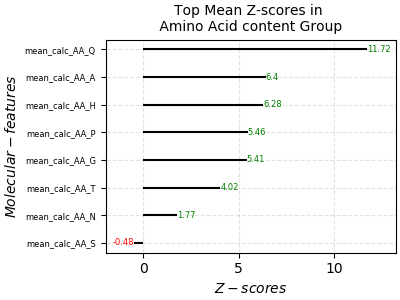 Top Mean Z-scores in
Amino Acid content Group
mean_calc_AA_Q 11.72
mean_calc_AA_A 6.4
mean_calc_AA_H 6.28
mean_calc_AA_P 5.46
mean_calc_AA_G 5.41
mean_calc_AA_T 4.02
mean_calc_AA_N 1.77
mean_calc_AA_S -0.48
Molecular − features
0 5 10
Z − scores